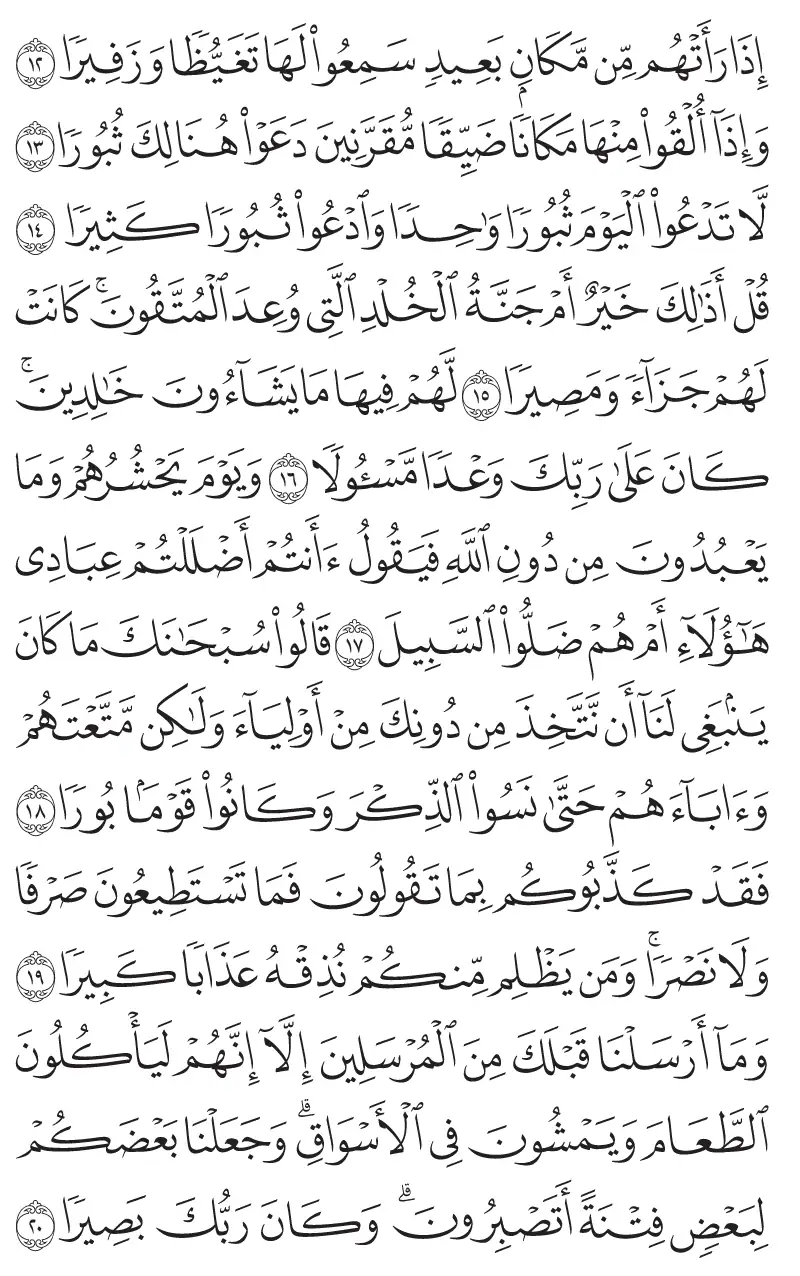 إِذَا رَأَتْهُم مِّن مَّكَانٍۭ بَعِيدٍ سَمِعُوا۟ لَهَا تَغَيُّظًا وَزَفِيرًا ١٢
وَإِذَآ أُلْقُوا۟ مِنْهَا مَكَانًا ضَيِّقًا مُّقَرَّنِينَ دَعَوْا۟ هُنَالِكَ ثُبُورًا ١٣
لَّا تَدْعُوا۟ ٱلْيَوْمَ ثُبُورًا وَٰحِدًا وَٱدْعُوا۟ ثُبُورًا كَثِيرًا ١٤
قُلْ أَذَٰلِكَ خَيْرٌ أَمْ جَنَّةُ ٱلْخُلْدِ ٱلَّتِى وُعِدَ ٱلْمُتَّقُونَ ۚ كَانَتْ
لَهُمْ جَزَآءً وَمَصِيرًا ١٥ لَّهُمْ فِيهَا مَا يَشَآءُونَ خَٰلِدِينَ ۚ
كَانَ عَلَىٰ رَبِّكَ وَعْدًا مَّسْـُٔولًا ١٦ وَيَوْمَ يَحْشُرُهُمْ وَمَا
يَعْبُدُونَ مِن دُونِ ٱللَّهِ فَيَقُولُ ءَأَنتُمْ أَضْلَلْتُمْ عِبَادِى
هَٰٓؤُلَآءِ أَمْ هُمْ ضَلُّوا۟ ٱلسَّبِيلَ ١٧ قَالُوا۟ سُبْحَٰنَكَ مَا كَانَ
يَنۢبَغِى لَنَآ أَن نَّتَّخِذَ مِن دُونِكَ مِنْ أَوْلِيَآءَ وَلَٰكِن مَّتَّعْتَهُمْ
وَءَابَآءَهُمْ حَتَّىٰ نَسُوا۟ ٱلذِّكْرَ وَكَانُوا۟ قَوْمًۢا بُورًا ١٨
فَقَدْ كَذَّبُوكُم بِمَا تَقُولُونَ فَمَا تَسْتَطِيعُونَ صَرْفًا
وَلَا نَصْرًا ۚ وَمَن يَظْلِم مِّنكُمْ نُذِقْهُ عَذَابًا كَبِيرًا ١٩
وَمَآ أَرْسَلْنَا قَبْلَكَ مِنَ ٱلْمُرْسَلِينَ إِلَّآ إِنَّهُمْ لَيَأْكُلُونَ
ٱلطَّعَامَ وَيَمْشُونَ فِى ٱلْأَسْوَاقِ ۗ وَجَعَلْنَا بَعْضَكُمْ
لِبَعْضٍ فِتْنَةً أَتَصْبِرُونَ ۗ وَكَانَ رَبُّكَ بَصِيرًا ٢٠